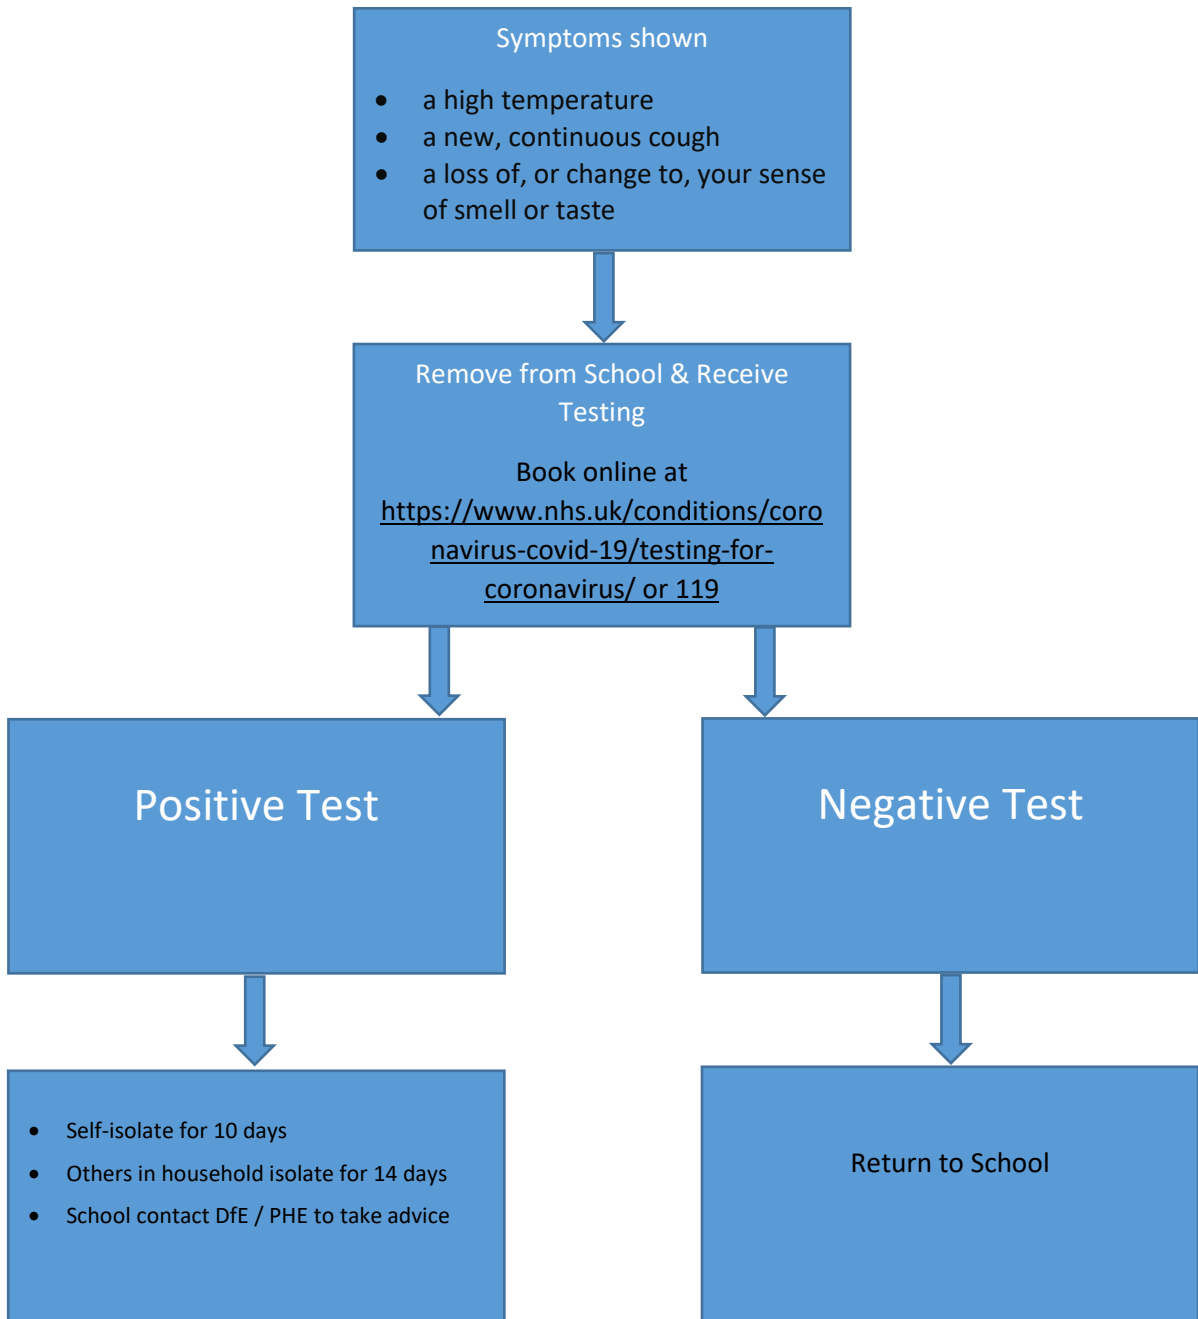 Symptoms shown
• a high temperature
• a new, continuous cough
• a loss of, or change to, your sense
of smell or taste
Remove from School & Receive
Testing
Book online at
https://www.nhs.uk/conditions/coro
navirus-covid-19/testing-for-
coronavirus/ or 119
Positive Test
Negative Test
• Self-isolate for 10 days
• Others in household isolate for 14 days
• School contact DfE / PHE to take advice
Return to School